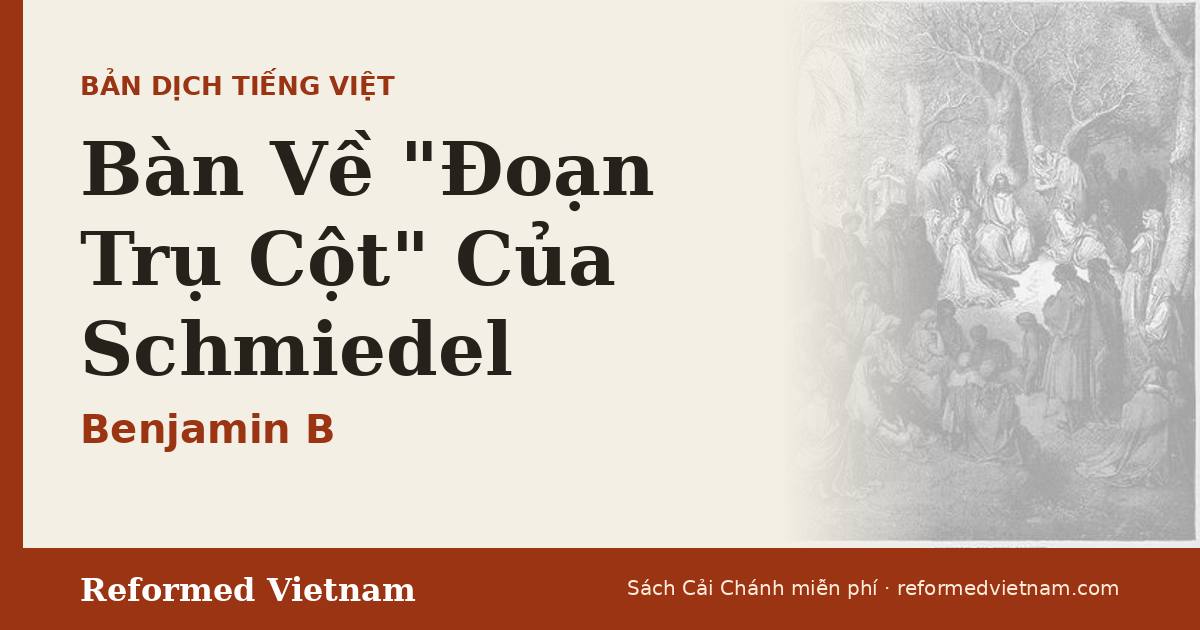 BẢN DỊCH TIẾNG VIỆT
Bàn Về "Đoạn
Trụ Cột" Của
Schmiedel
Benjamin B
Reformed Vietnam
Sách Cải Chánh miễn phí · reformedvietnam.com